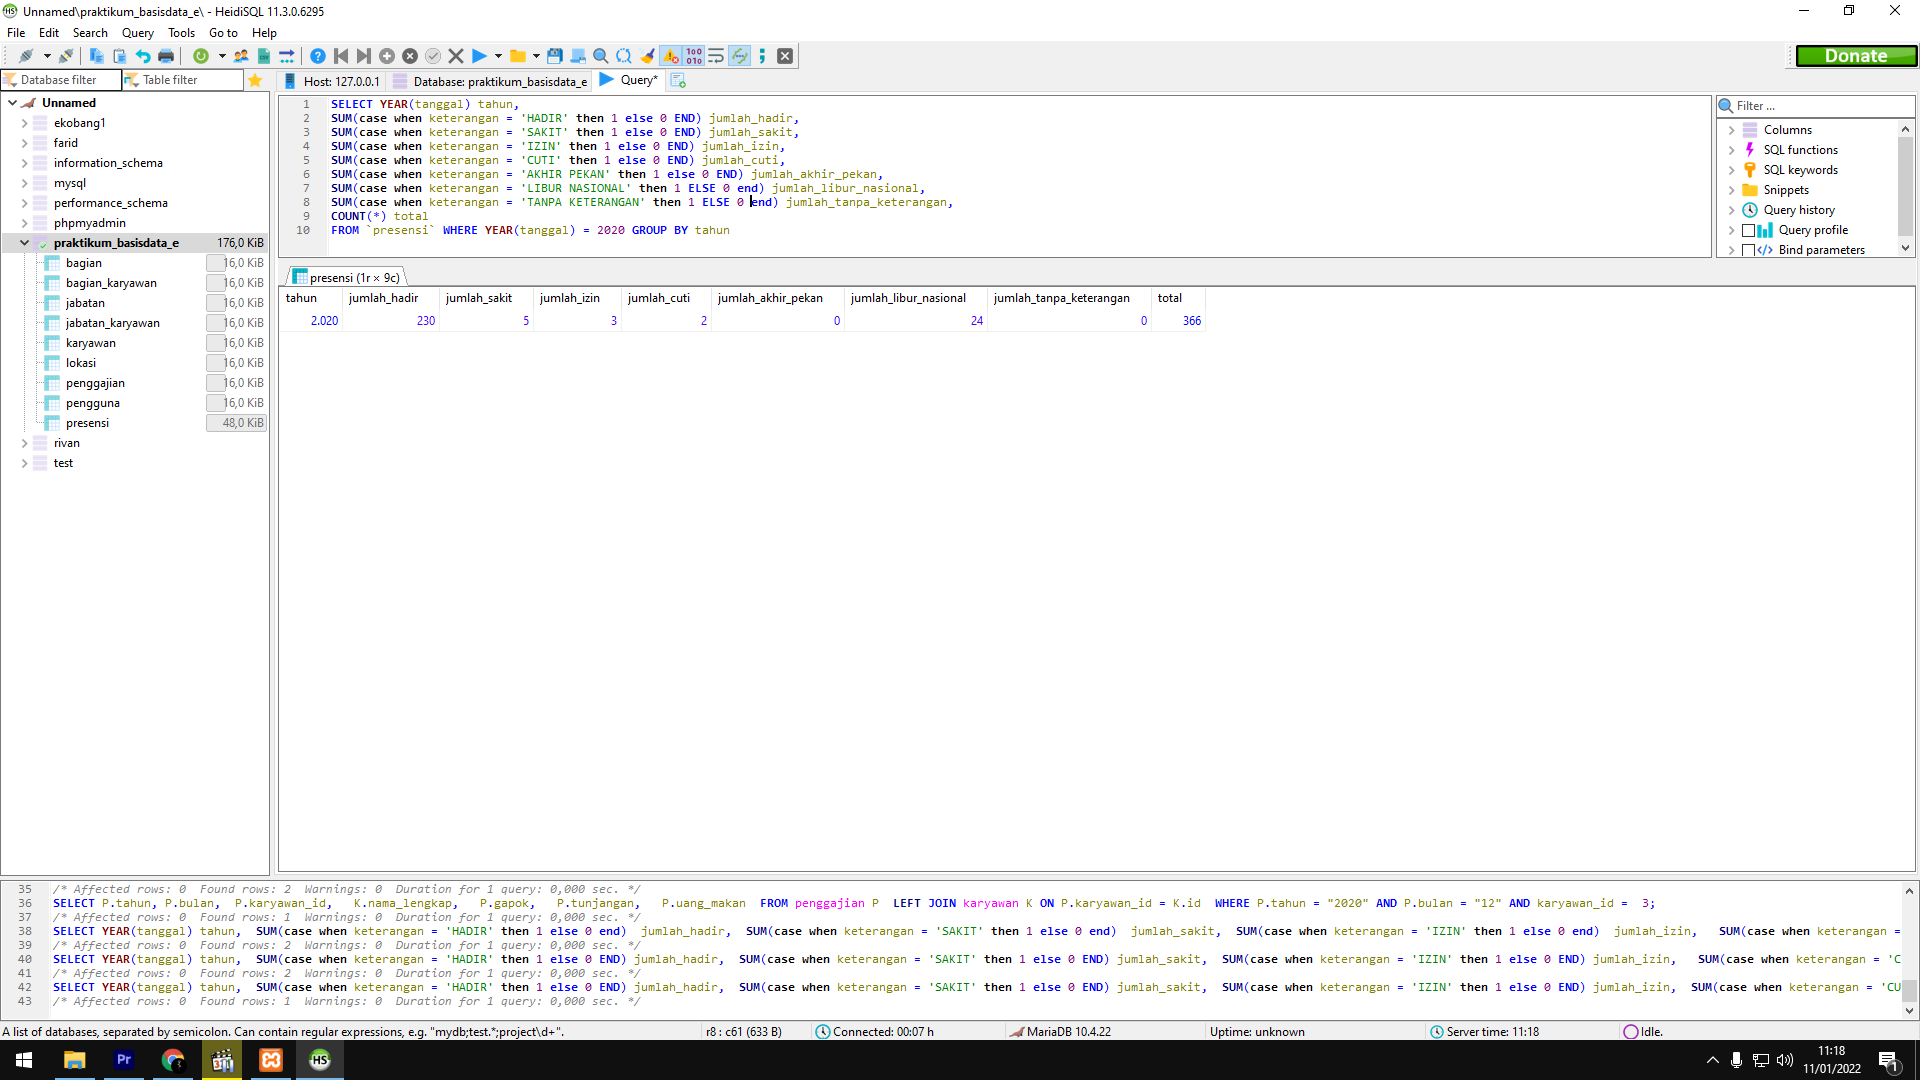 Unnamed\praktikum_basisdata_e\ - HeidiSQL 11.3.0.6295
File Edit Search Query Tools Go to Help
Donate
Database filter Table filter Host: 127.0.0.1 Database: praktikum_basisdata_e Query*
Unnamed
ekobang1
farid
information_schema
mysql
performance_schema
phpmyadmin
praktikum_basisdata_e 176,0 KiB
bagian 16,0 KiB
bagian_karyawan 16,0 KiB
jabatan 16,0 KiB
jabatan_karyawan 16,0 KiB
karyawan 16,0 KiB
lokasi 16,0 KiB
penggajian 16,0 KiB
pengguna 16,0 KiB
presensi 48,0 KiB
rivan
test
1 SELECT YEAR(tanggal) tahun,
2 SUM(case when keterangan = 'HADIR' then 1 else 0 END) jumlah_hadir,
3 SUM(case when keterangan = 'SAKIT' then 1 else 0 END) jumlah_sakit,
4 SUM(case when keterangan = 'IZIN' then 1 else 0 END) jumlah_izin,
5 SUM(case when keterangan = 'CUTI' then 1 else 0 END) jumlah_cuti,
6 SUM(case when keterangan = 'AKHIR PEKAN' then 1 else 0 END) jumlah_akhir_pekan,
7 SUM(case when keterangan = 'LIBUR NASIONAL' then 1 ELSE 0 end) jumlah_libur_nasional,
8 SUM(case when keterangan = 'TANPA KETERANGAN' then 1 ELSE 0 end) jumlah_tanpa_keterangan,
9 COUNT(*) total
10 FROM `presensi` WHERE YEAR(tanggal) = 2020 GROUP BY tahun
Filter ...
Columns
SQL functions
SQL keywords
Snippets
Query history
Query profile
Bind parameters
presensi (1r × 9c)
tahun jumlah_hadir jumlah_sakit jumlah_izin jumlah_cuti jumlah_akhir_pekan jumlah_libur_nasional jumlah_tanpa_keterangan total
2.020 230 5 3 2 0 24 0 366
35 /* Affected rows: 0 Found rows: 2 Warnings: 0 Duration for 1 query: 0,000 sec. */
36 SELECT P.tahun, P.bulan, P.karyawan_id, K.nama_lengkap, P.gapok, P.tunjangan, P.uang_makan FROM penggajian P LEFT JOIN karyawan K ON P.karyawan_id = K.id WHERE P.tahun = "2020" AND P.bulan = "12" AND karyawan_id = 3;
37 /* Affected rows: 0 Found rows: 1 Warnings: 0 Duration for 1 query: 0,000 sec. */
38 SELECT YEAR(tanggal) tahun, SUM(case when keterangan = 'HADIR' then 1 else 0 end) jumlah_hadir, SUM(case when keterangan = 'SAKIT' then 1 else 0 end) jumlah_sakit, SUM(case when keterangan = 'IZIN' then 1 else 0 end) jumlah_izin, SUM(case when keterangan =
39 /* Affected rows: 0 Found rows: 2 Warnings: 0 Duration for 1 query: 0,000 sec. */
40 SELECT YEAR(tanggal) tahun, SUM(case when keterangan = 'HADIR' then 1 else 0 END) jumlah_hadir, SUM(case when keterangan = 'SAKIT' then 1 else 0 END) jumlah_sakit, SUM(case when keterangan = 'IZIN' then 1 else 0 END) jumlah_izin, SUM(case when keterangan = 'C
41 /* Affected rows: 0 Found rows: 2 Warnings: 0 Duration for 1 query: 0,000 sec. */
42 SELECT YEAR(tanggal) tahun, SUM(case when keterangan = 'HADIR' then 1 else 0 END) jumlah_hadir, SUM(case when keterangan = 'SAKIT' then 1 else 0 END) jumlah_sakit, SUM(case when keterangan = 'IZIN' then 1 else 0 END) jumlah_izin, SUM(case when keterangan = 'CU
43 /* Affected rows: 0 Found rows: 1 Warnings: 0 Duration for 1 query: 0,000 sec. */
A list of databases, separated by semicolon. Can contain regular expressions, e.g. "mydb;test.*;project\d+". r8 : c61 (633 B) Connected: 00:07 h MariaDB 10.4.22 Uptime: unknown Server time: 11:18 Idle.
Pr HS 11:18
11/01/2022 1